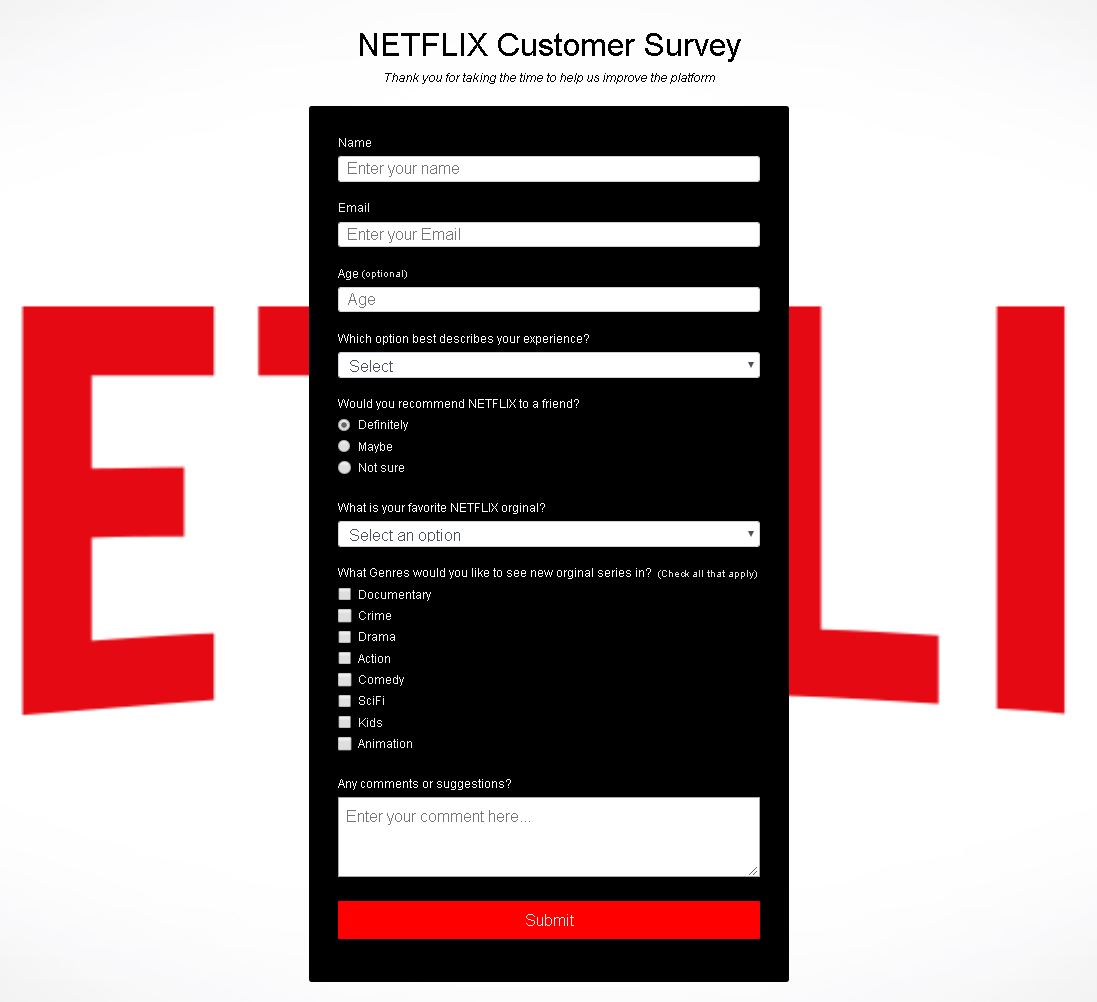 NETFLIX Customer Survey
Thank you for taking the time to help us improve the platform
Name
Enter your name
Email
Enter your Email
Age (optional)
Age
Which option best describes your experience?
Select
Would you recommend NETFLIX to a friend?
Definitely
Maybe
Not sure
What is your favorite NETFLIX orginal?
Select an option
What Genres would you like to see new orginal series in? (Check all that apply)
Documentary
Crime
Drama
Action
Comedy
SciFi
Kids
Animation
Any comments or suggestions?
Enter your comment here...
Submit
ET LI